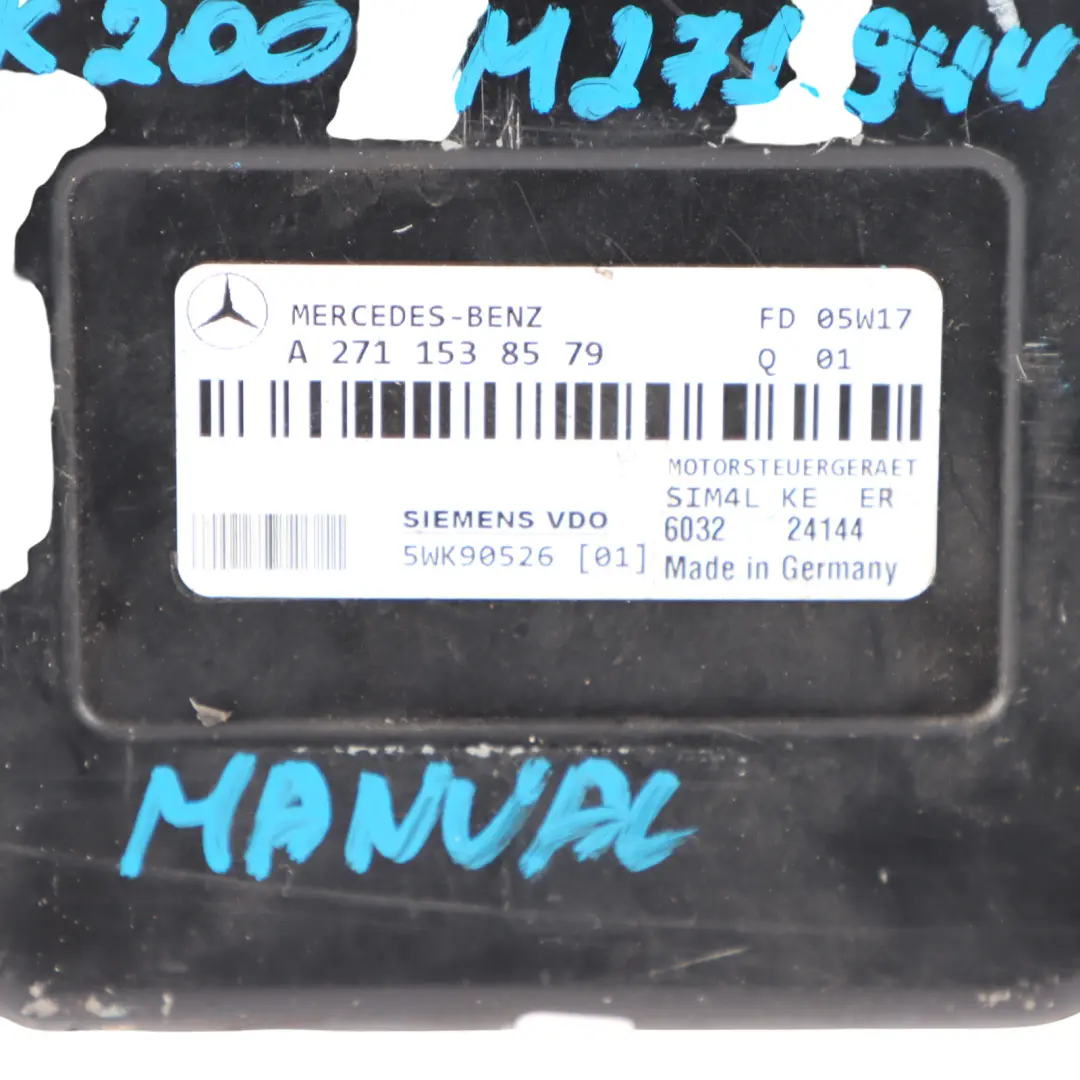 K200 M271.944
MERCEDES-BENZ FD 05W17
A 271 153 85 79 Q 01
MOTORSTEUERGERAET
SIM4L KE ER
SIEMENS VDO 6032 24144
5WK90526 [01] Made in Germany
MANUAL